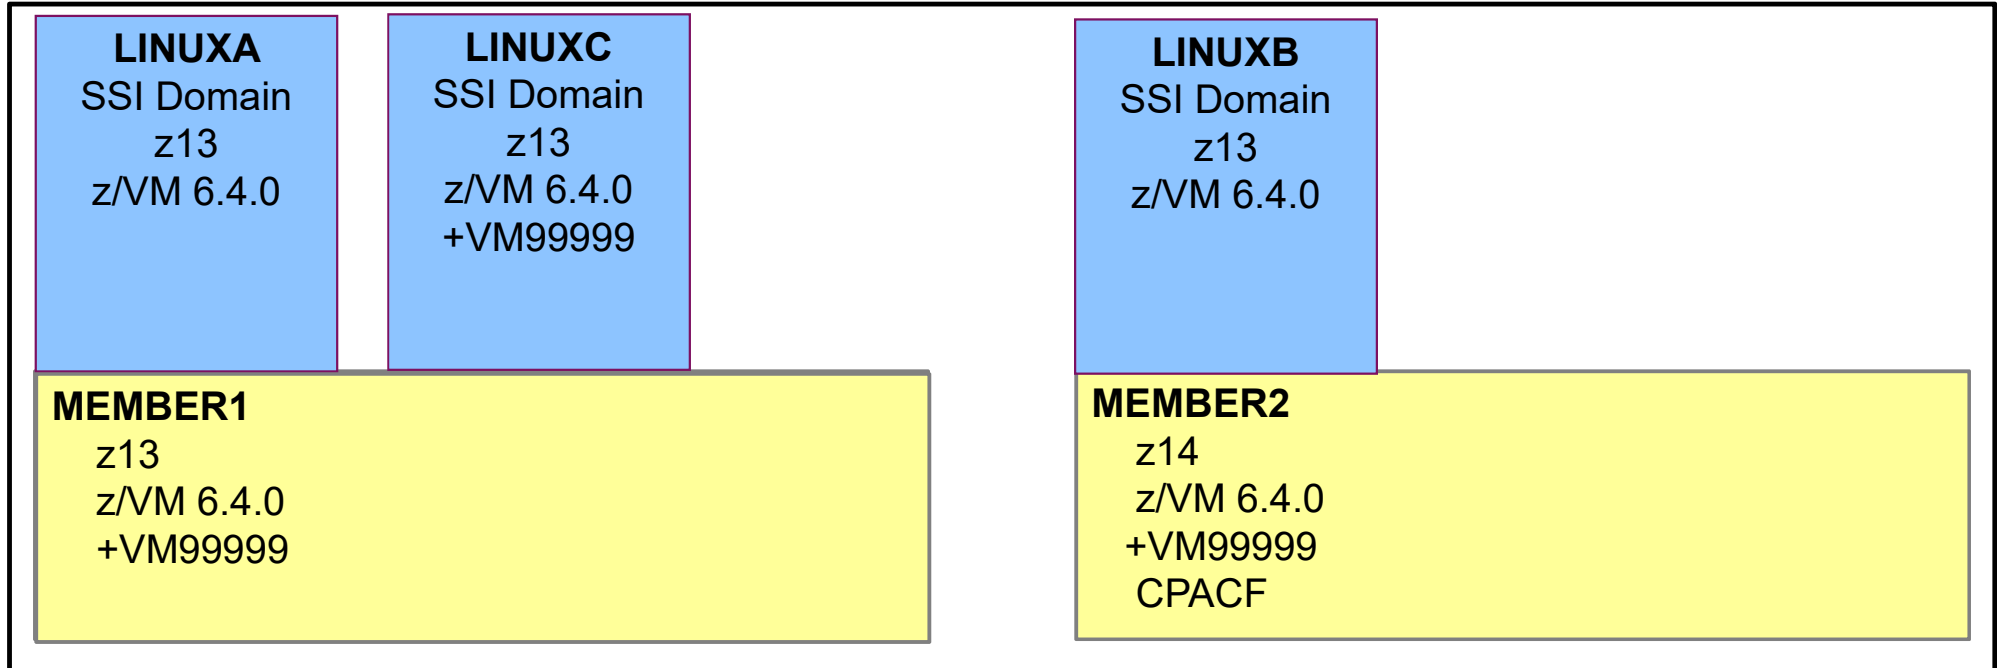 LINUXA
SSI Domain
z13
z/VM 6.4.0
LINUXC
SSI Domain
z13
z/VM 6.4.0
+VM99999
LINUXB
SSI Domain
z13
z/VM 6.4.0
MEMBER1
z13
z/VM 6.4.0
+VM99999
MEMBER2
z14
z/VM 6.4.0
+VM99999
CPACF